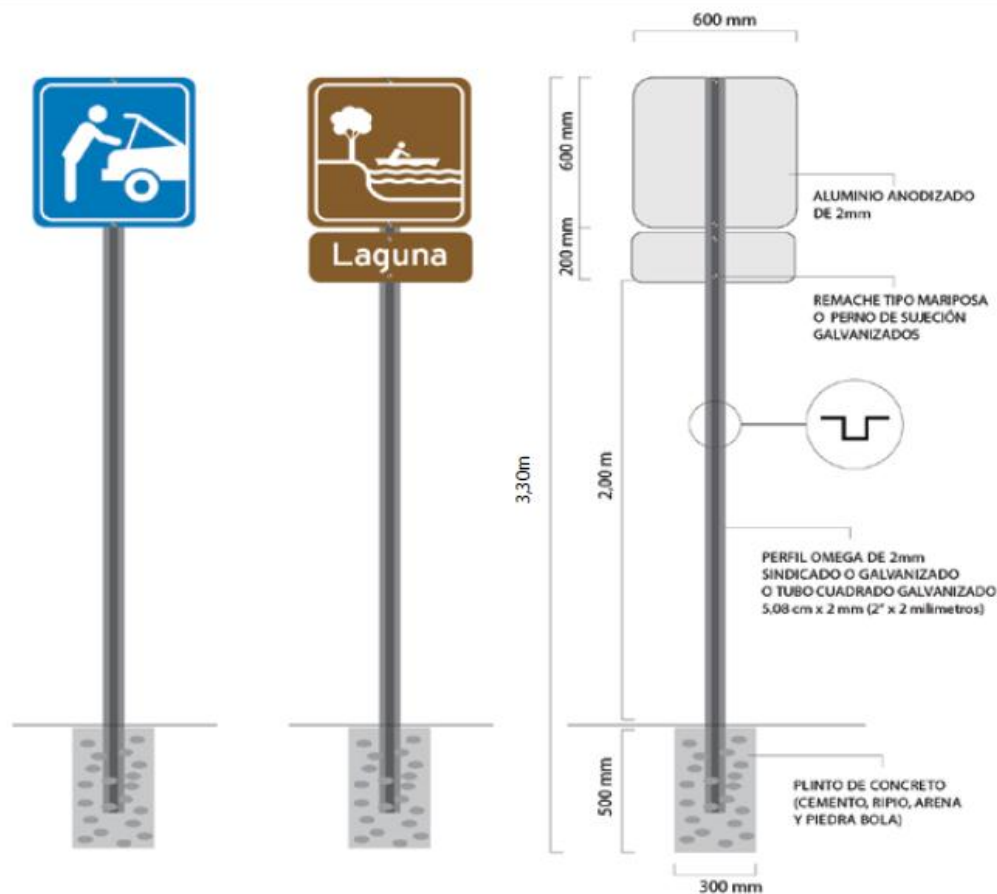 600 mm
Laguna
600 mm
200 mm
ALUMINIO ANODIZADO
DE 2mm
REMACHE TIPO MARIPOSA
O PERNO DE SUJECIÓN
GALVANIZADOS
3,30m
2,00 m
PERFIL OMEGA DE 2mm
SINDICADO O GALVANIZADO
O TUBO CUADRADO GALVANIZADO
5,08 cm x 2 mm (2" x 2 milimetros)
500 mm
PLINTO DE CONCRETO
(CEMENTO, RIPIO, ARENA
Y PIEDRA BOLA)
300 mm